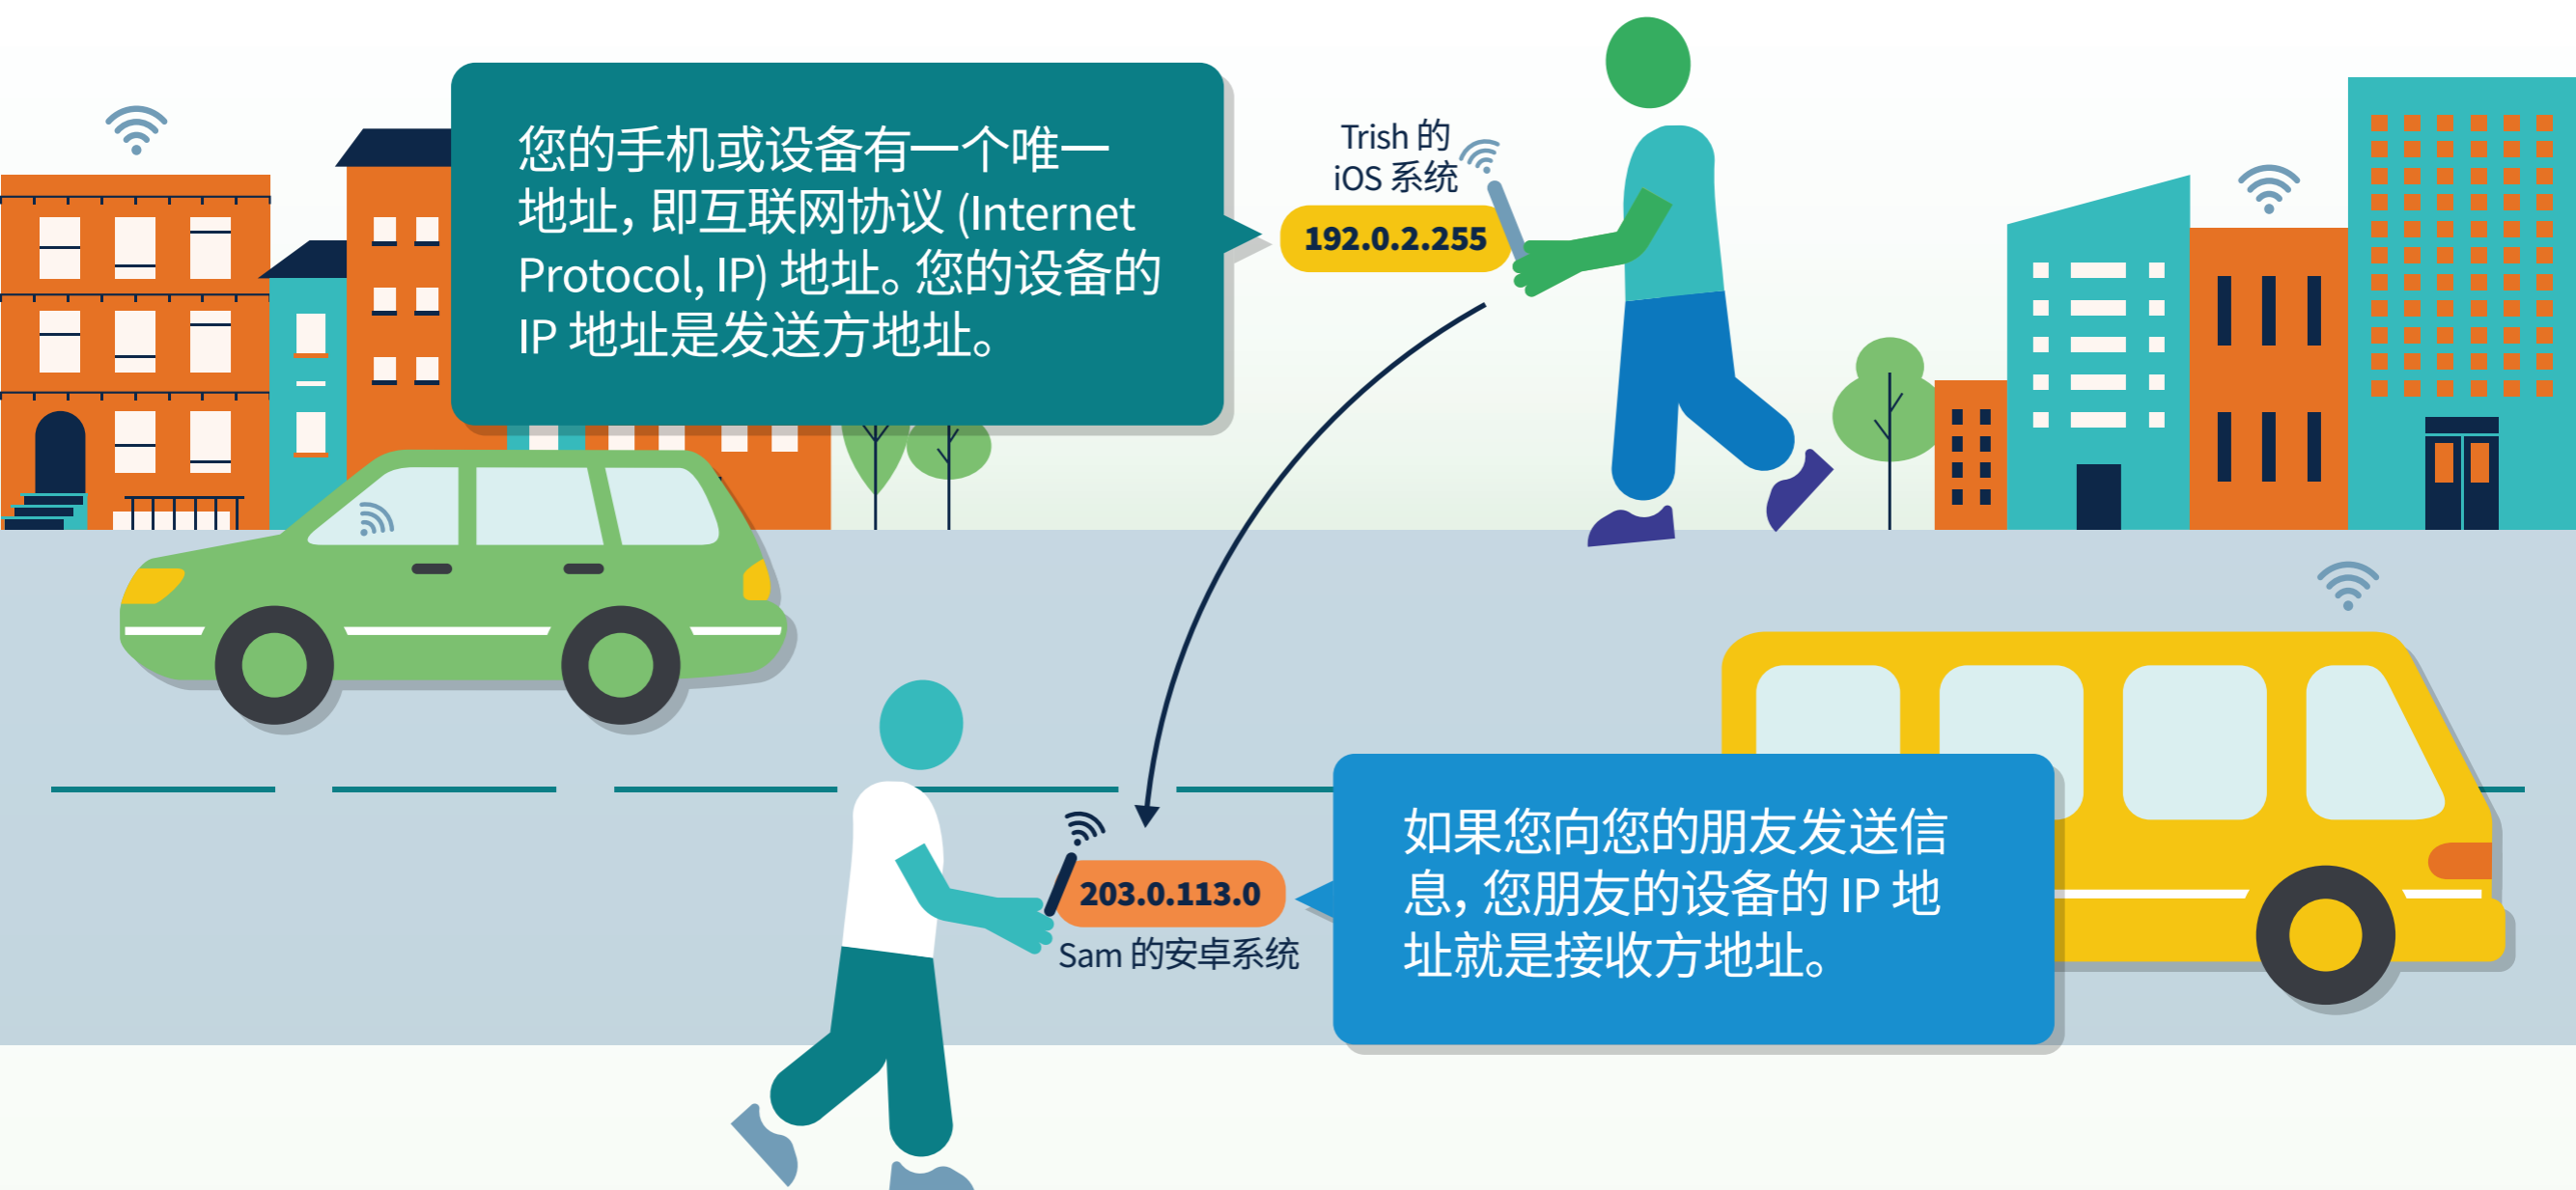 您的手机或设备有一个唯一
地址，即互联网协议 (Internet
Protocol, IP) 地址。您的设备的
IP 地址是发送方地址。
Trish 的
iOS 系统
192.0.2.255
203.0.113.0
Sam 的安卓系统
如果您向您的朋友发送信
息，您朋友的设备的 IP 地
址就是接收方地址。